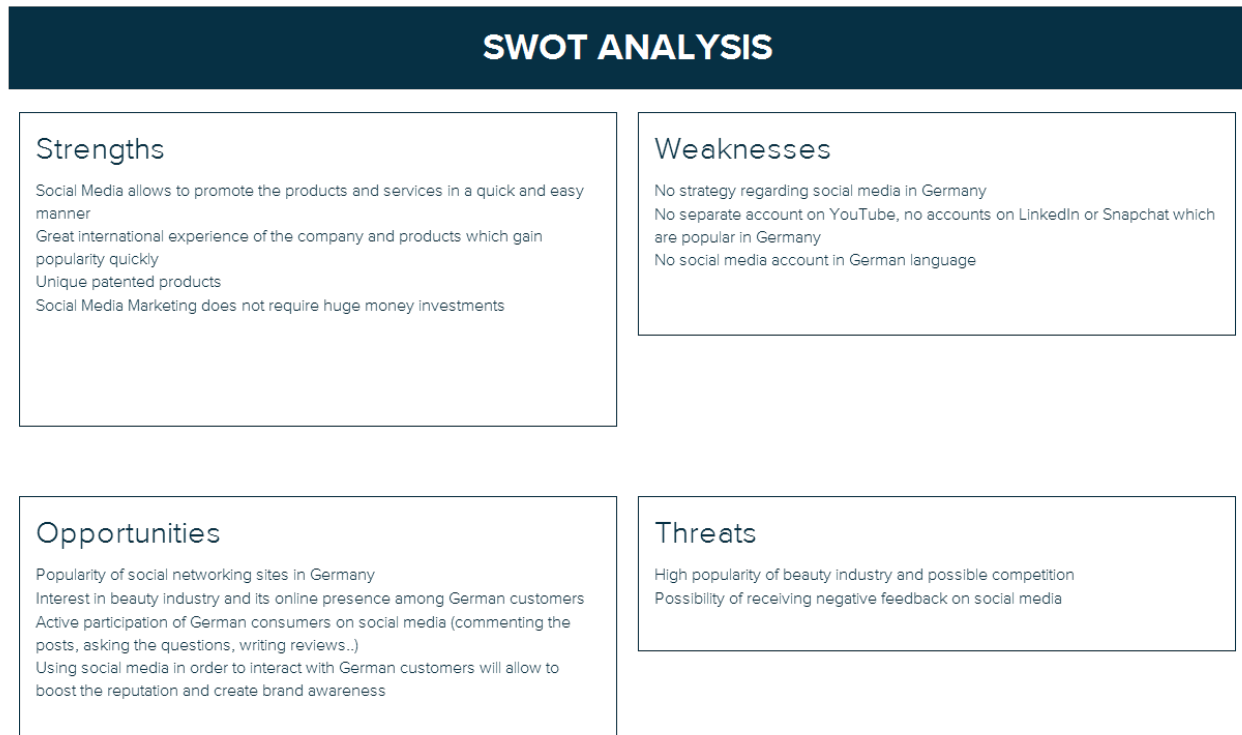 SWOT ANALYSIS
Strengths
Social Media allows to promote the products and services in a quick and easy
manner
Great international experience of the company and products which gain
popularity quickly
Unique patented products
Social Media Marketing does not require huge money investments
Weaknesses
No strategy regarding social media in Germany
No separate account on YouTube, no accounts on LinkedIn or Snapchat which
are popular in Germany
No social media account in German language
Opportunities
Popularity of social networking sites in Germany
Interest in beauty industry and its online presence among German customers
Active participation of German consumers on social media (commenting the
posts, asking the questions, writing reviews..)
Using social media in order to interact with German customers will allow to
boost the reputation and create brand awareness
Threats
High popularity of beauty industry and possible competition
Possibility of receiving negative feedback on social media